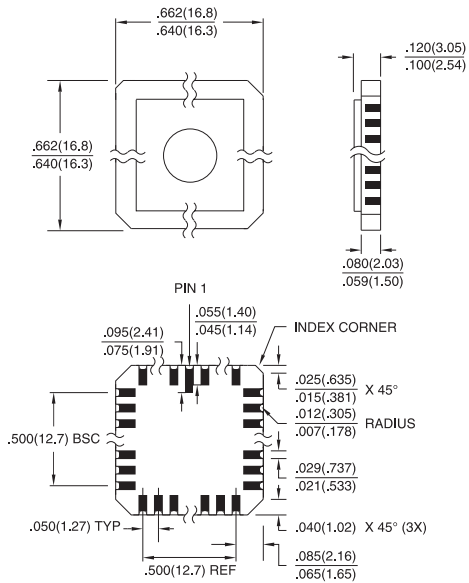 .662(16.8)
.640(16.3)
.120(3.05)
.100(2.54)
.662(16.8)
.640(16.3)
.080(2.03)
.059(1.50)
PIN 1
.055(1.40)
.045(1.14)
.095(2.41)
.075(1.91)
INDEX CORNER
.025(.635)
.015(.381)
X 45°
.012(.305)
.007(.178)
RADIUS
.500(12.7) BSC
.029(.737)
.021(.533)
.050(1.27) TYP
.040(1.02) X 45° (3X)
.500(12.7) REF
.085(2.16)
.065(1.65)